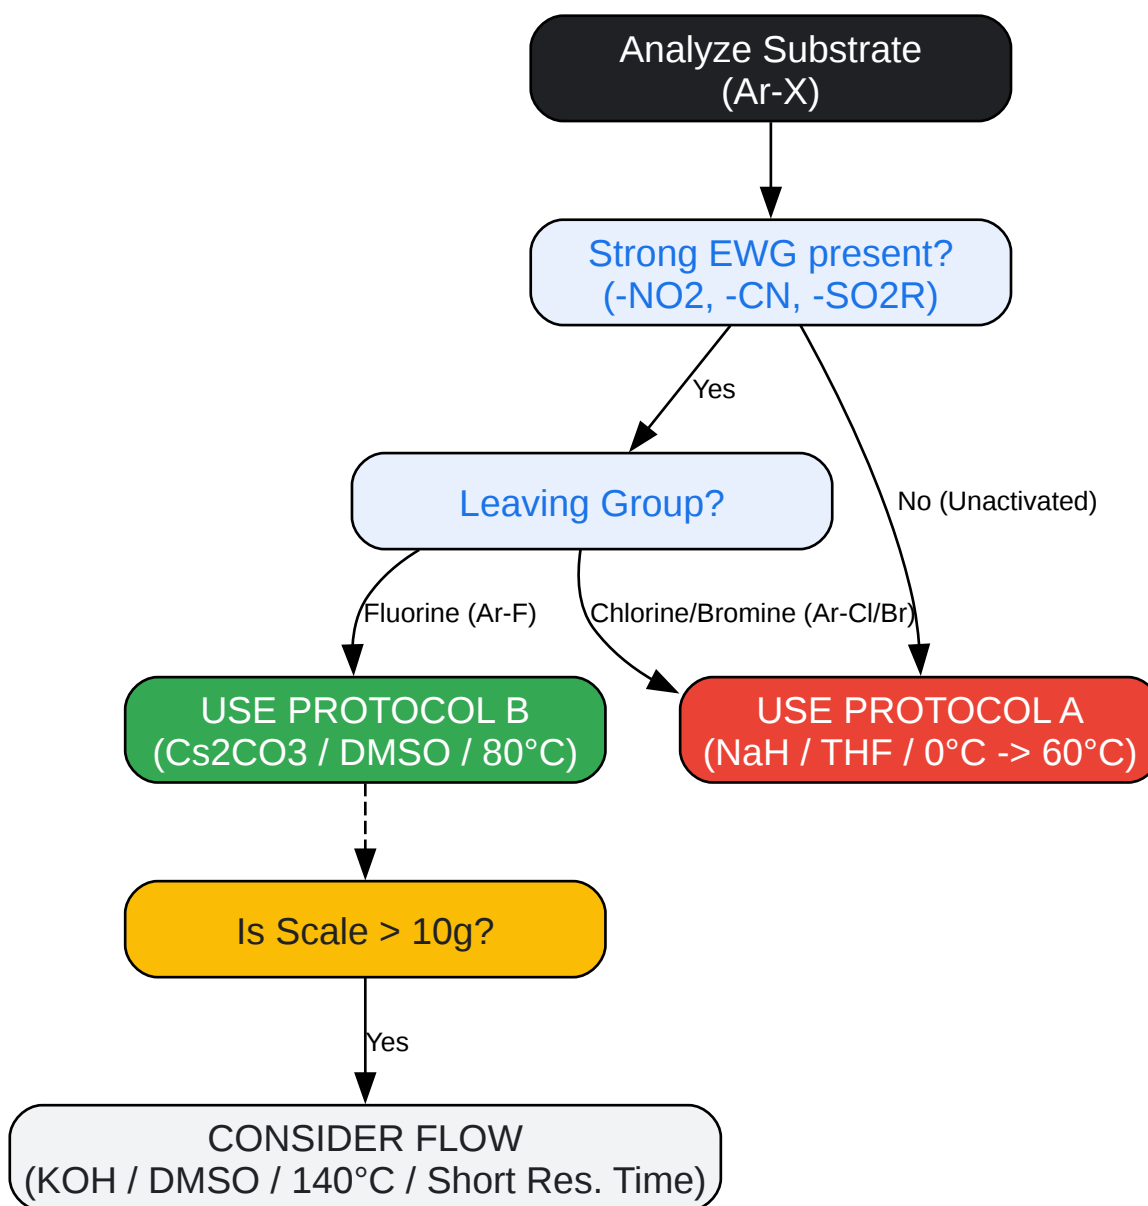 Analyze Substrate
(Ar-X)
Strong EWG present?
(-NO2, -CN, -SO2R)
Yes
Leaving Group?
No (Unactivated)
Fluorine (Ar-F)
Chlorine/Bromine (Ar-Cl/Br)
USE PROTOCOL B
(Cs2CO3 / DMSO / 80°C)
USE PROTOCOL A
(NaH / THF / 0°C -> 60°C)
Is Scale > 10g?
Yes
CONSIDER FLOW
(KOH / DMSO / 140°C / Short Res. Time)